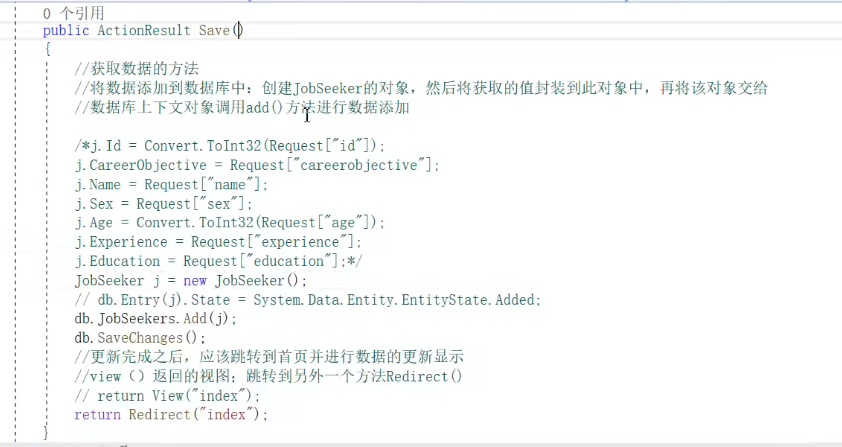 0 个引用
public ActionResult Save()
{
//获取数据的方法
//将数据添加到数据库中：创建JobSeeker的对象，然后将获取的值封装到此对象中，再将该对象交给
//数据库上下文对象调用add()方法进行数据添加
/*j.Id = Convert.ToInt32(Request["id"]);
j.CareerObjective = Request["careerobjective"];
j.Name = Request["name"];
j.Sex = Request["sex"];
j.Age = Convert.ToInt32(Request["age"]);
j.Experience = Request["experience"];
j.Education = Request["education"];*/
JobSeeker j = new JobSeeker();
// db.Entry(j).State = System.Data.Entity.EntityState.Added;
db.JobSeekers.Add(j);
db.SaveChanges();
//更新完成之后，应该跳转到首页并进行数据的更新显示
//view（）返回的视图；跳转到另外一个方法Redirect()
// return View("index");
return Redirect("index");
}